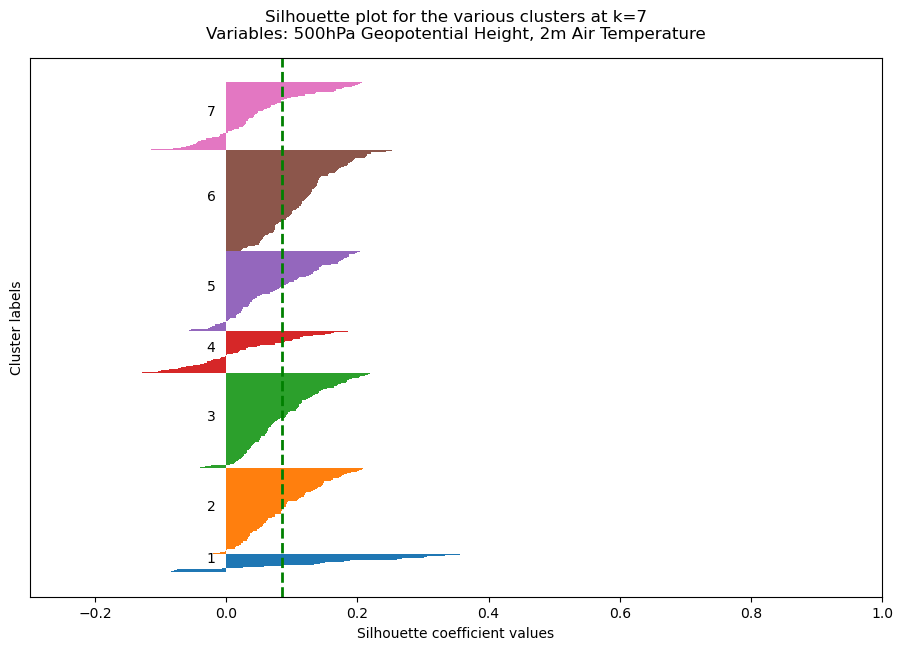 Silhouette plot for the various clusters at k=7
Variables: 500hPa Geopotential Height, 2m Air Temperature
Cluster labels
7
6
5
4
3
2
1
−0.2 0.0 0.2 0.4 0.6 0.8 1.0
Silhouette coefficient values